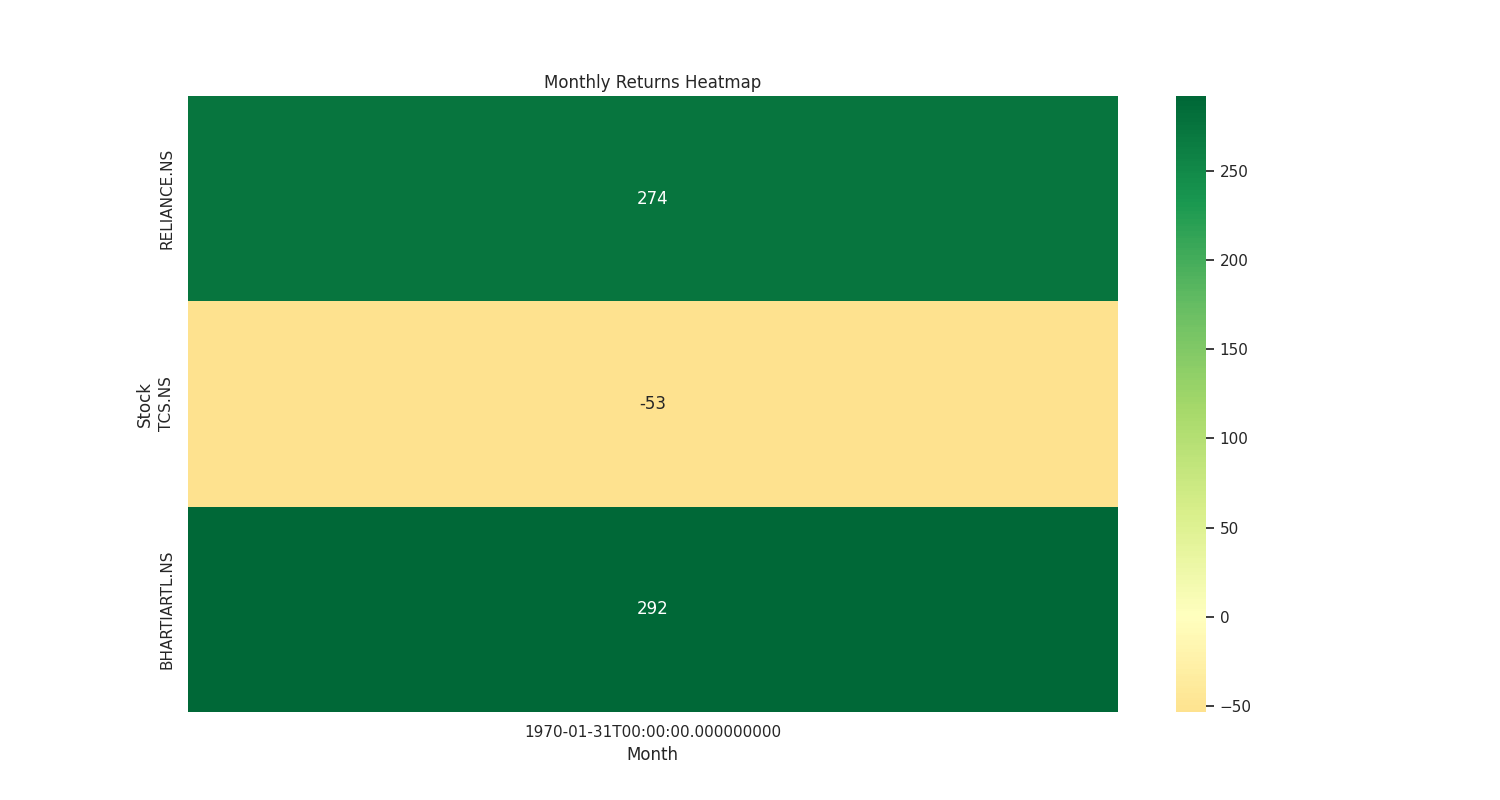 Monthly Returns Heatmap
RELIANCE.NS
274
Stock
TCS.NS
-53
BHARTIARTL.NS
292
1970-01-31T00:00:00.000000000
Month
250
200
150
100
50
0
−50